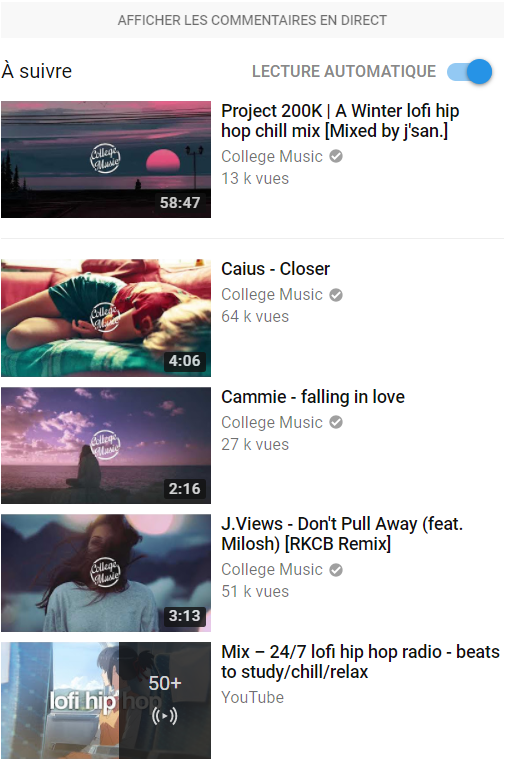 AFFICHER LES COMMENTAIRES EN DIRECT
À suivre
LECTURE AUTOMATIQUE
College
Music
58:47
Project 200K | A Winter lofi hip
hop chill mix [Mixed by j'san.]
College Music
13 k vues
College
Music
4:06
Caius - Closer
College Music
64 k vues
College
Music
2:16
Cammie - falling in love
College Music
27 k vues
College
Music
3:13
J.Views - Don't Pull Away (feat.
Milosh) [RKCB Remix]
College Music
51 k vues
lofi hip hop
50+
Mix – 24/7 lofi hip hop radio - beats
to study/chill/relax
YouTube